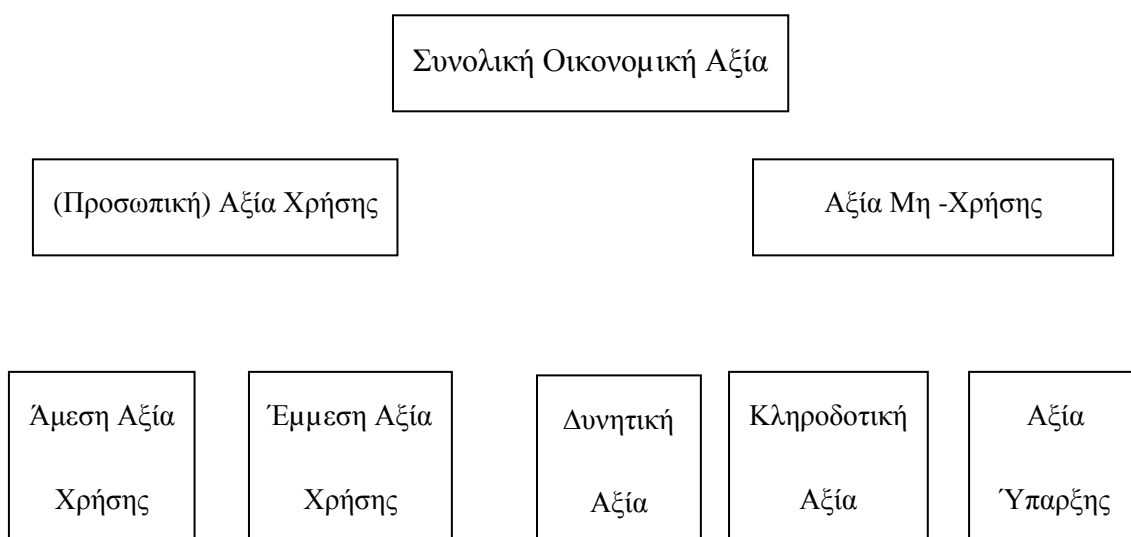 Συνολική Οικονομική Αξία
(Προσωπική) Αξία Χρήσης
Αξία Μη -Χρήσης
Άμεση Αξία
Χρήσης
Έμμεση Αξία
Χρήσης
Δυνητική
Αξία
Κληροδοτική
Αξία
Αξία
Ύπαρξης